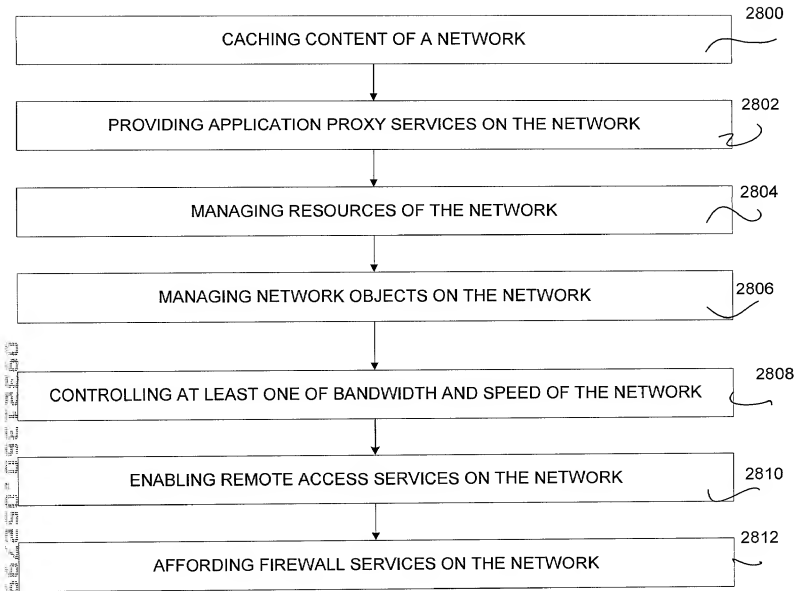 2800
CACHING CONTENT OF A NETWORK
2802
PROVIDING APPLICATION PROXY SERVICES ON THE NETWORK
2804
MANAGING RESOURCES OF THE NETWORK
2806
MANAGING NETWORK OBJECTS ON THE NETWORK
2808
CONTROLLING AT LEAST ONE OF BANDWIDTH AND SPEED OF THE NETWORK
2810
ENABLING REMOTE ACCESS SERVICES ON THE NETWORK
2812
AFFORDING FIREWALL SERVICES ON THE NETWORK